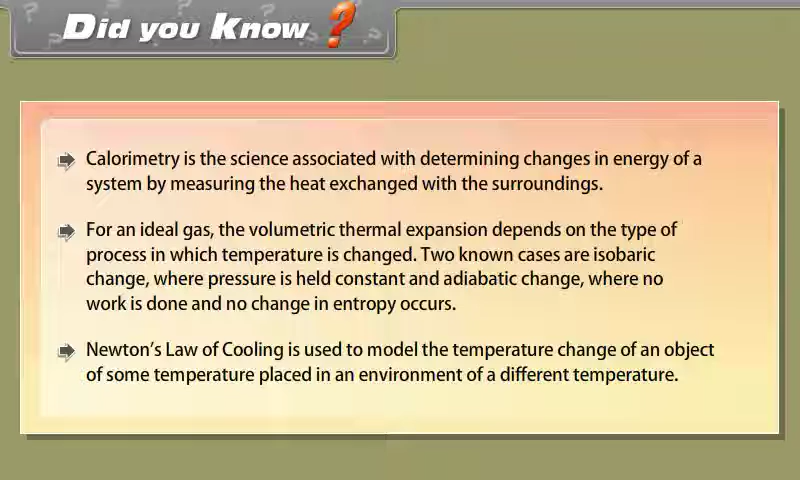 Did you Know ?
Calorimetry is the science associated with determining changes in energy of a
system by measuring the heat exchanged with the surroundings.
For an ideal gas, the volumetric thermal expansion depends on the type of
process in which temperature is changed. Two known cases are isobaric
change, where pressure is held constant and adiabatic change, where no
work is done and no change in entropy occurs.
Newton's Law of Cooling is used to model the temperature change of an object
of some temperature placed in an environment of a different temperature.